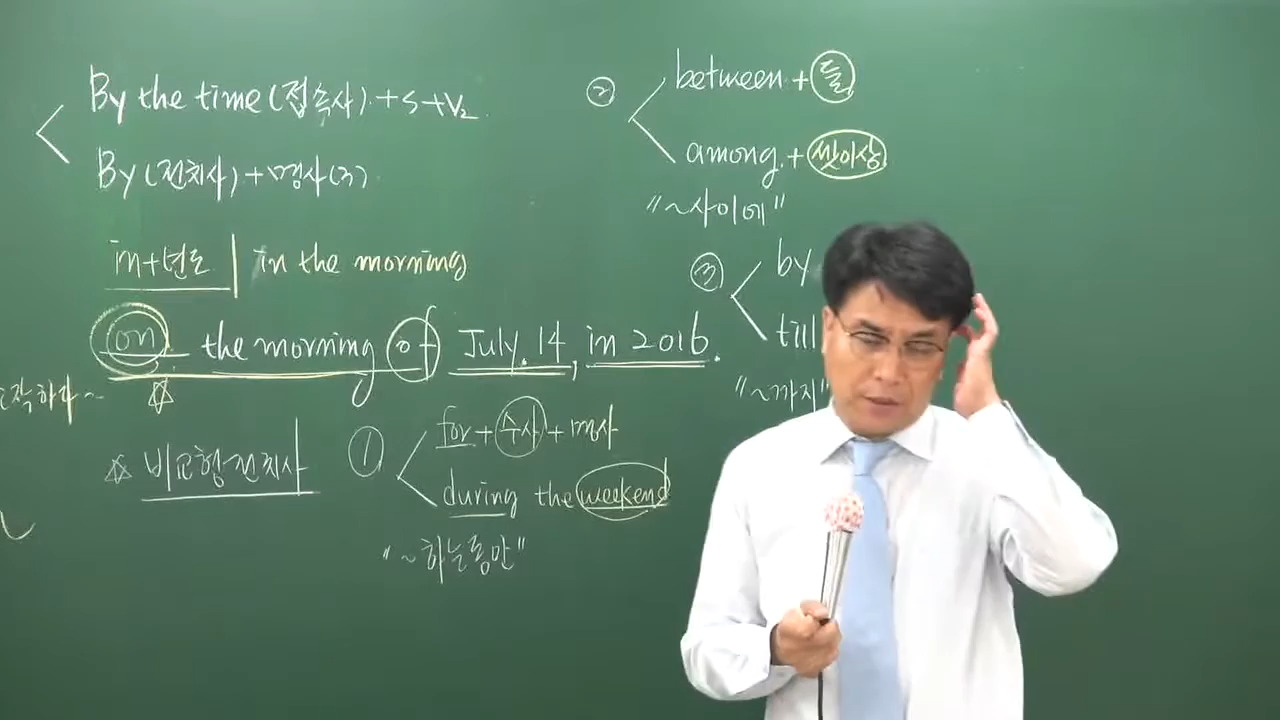 By the time (접속사) + S + V₂
By (전치사) + 명사(구)
in+년도 | in the morning
on the morning of July. 14, in 2016.
☆
작하다~
☆ 비교형전치사
① for + 수사 + 명사
during the weekend
"~하는동안"
② between + 둘
among + 셋이상
"~사이에"
③ by
till
"~까지"